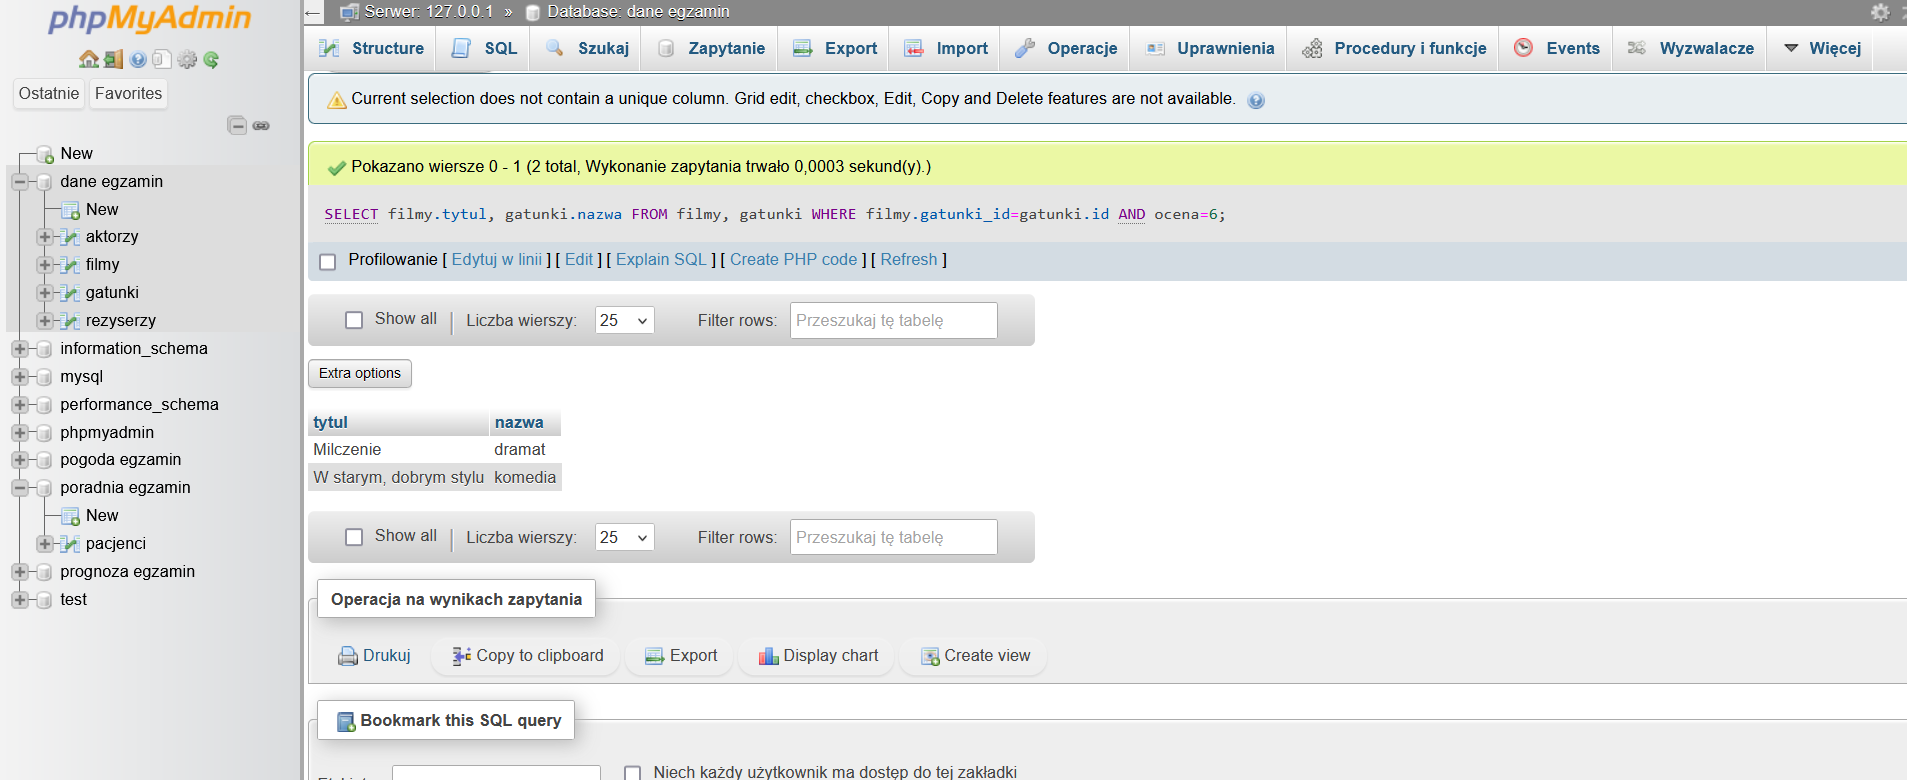 phpMyAdmin
Ostatnie Favorites
New
dane egzamin
New
aktorzy
filmy
gatunki
rezyserzy
information_schema
mysql
performance_schema
phpmyadmin
pogoda egzamin
poradnia egzamin
New
pacjenci
prognoza egzamin
test
← Serwer: 127.0.0.1 » Database: dane egzamin
Structure SQL Szukaj Zapytanie Export Import Operacje Uprawnienia Procedury i funkcje Events Wyzwalacze Więcej
Current selection does not contain a unique column. Grid edit, checkbox, Edit, Copy and Delete features are not available.
Pokazano wiersze 0 - 1 (2 total, Wykonanie zapytania trwało 0,0003 sekund(y).)
SELECT filmy.tytul, gatunki.nazwa FROM filmy, gatunki WHERE filmy.gatunki_id=gatunki.id AND ocena=6;
Profilowanie [ Edytuj w linii ] [ Edit ] [ Explain SQL ] [ Create PHP code ] [ Refresh ]
Show all | Liczba wierszy: 25 Filter rows: Przeszukaj tę tabelę
Extra options
tytul nazwa
Milczenie dramat
W starym, dobrym stylu komedia
Show all | Liczba wierszy: 25 Filter rows: Przeszukaj tę tabelę
Operacja na wynikach zapytania
Drukuj Copy to clipboard Export Display chart Create view
Bookmark this SQL query
Niech każdy użytkownik ma dostęp do tej zakładki